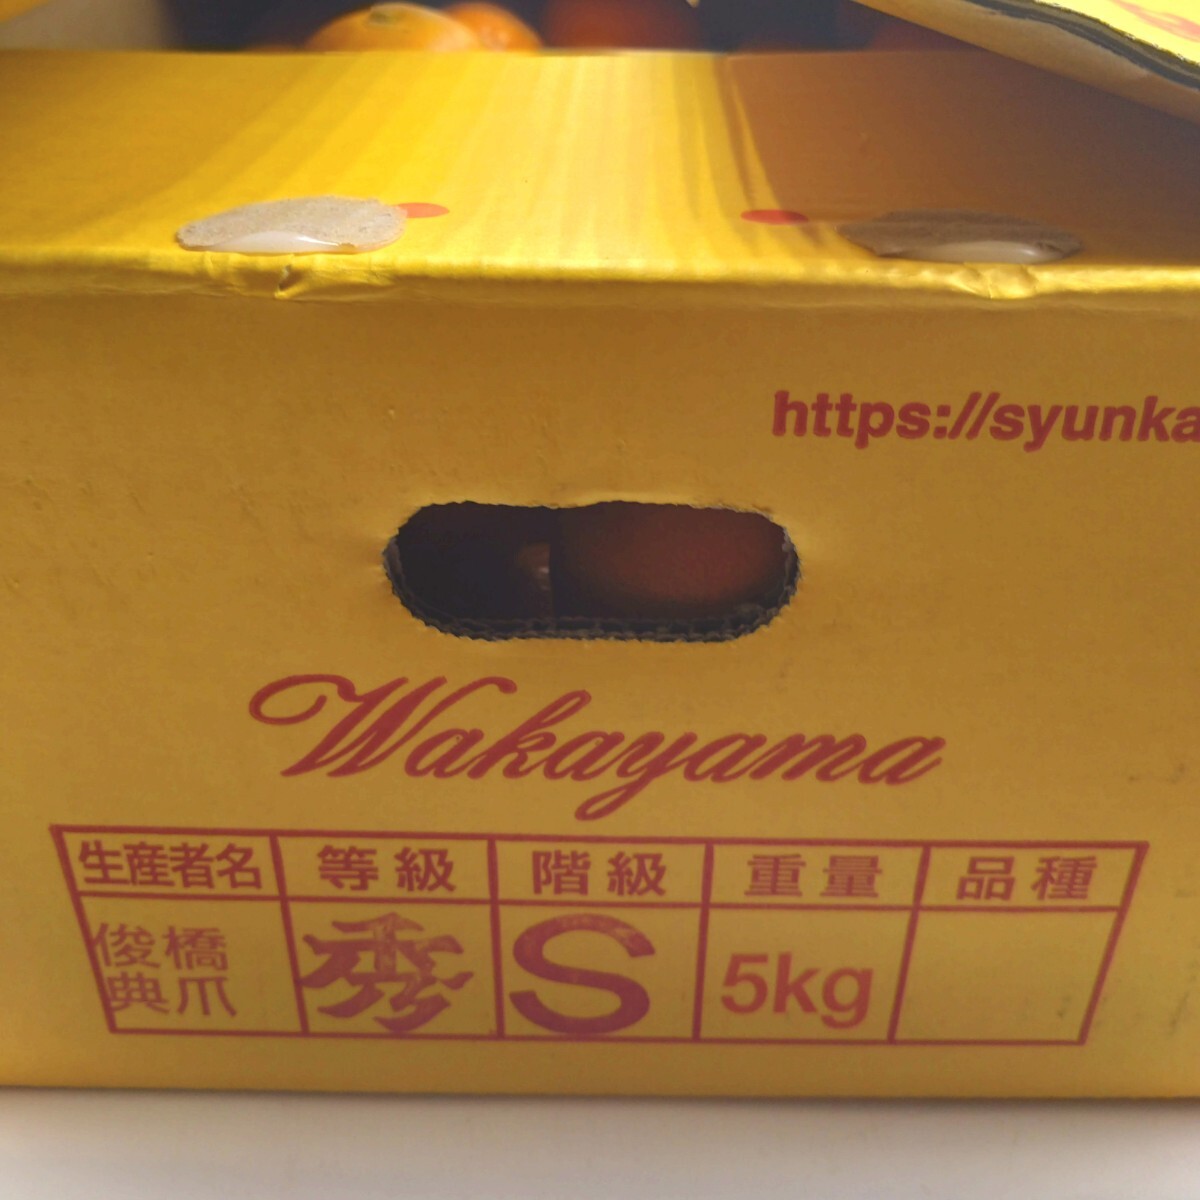 https://syunka
Wakayama
生産者名 等級 階級 重量 品種
橋爪 俊典 秀 S 5kg